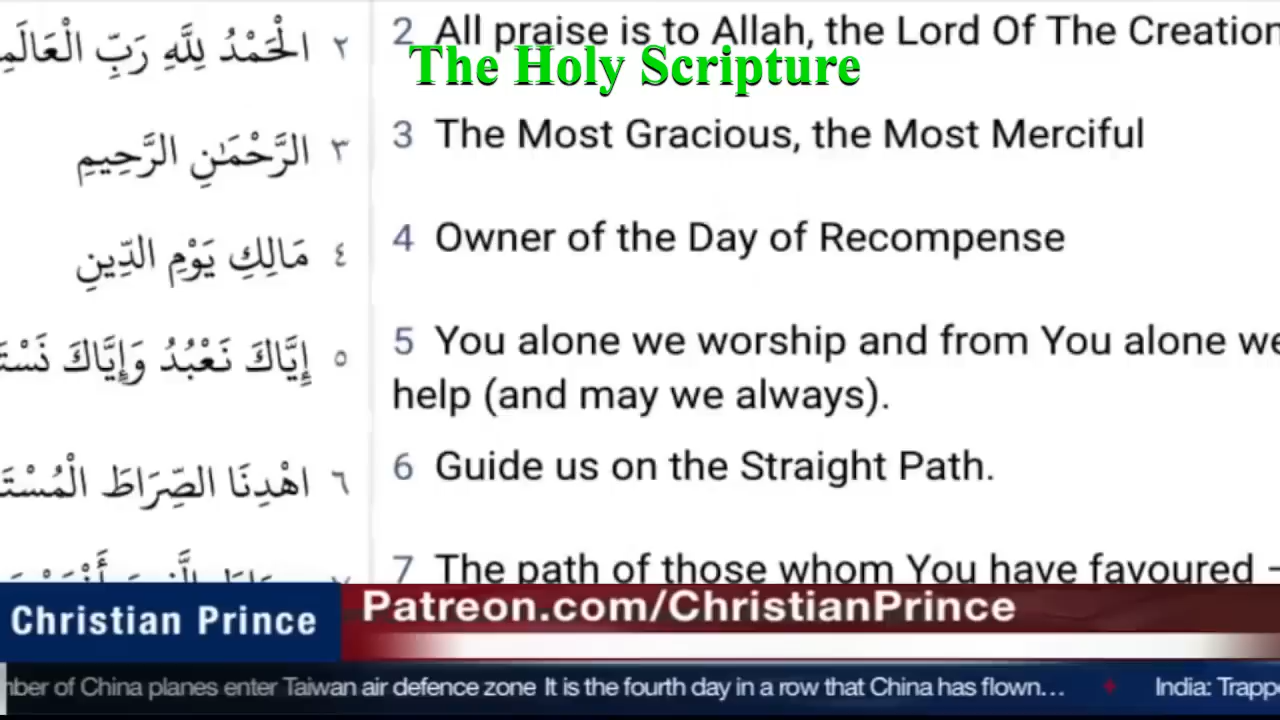 الْحَمْدُ لِلَّهِ رَبِّ ٢
2 All praise is to Allah, the Lord Of The Creation
The Holy Scripture
الرَّحْمَٰنِ الرَّحِيمِ ٣
3 The Most Gracious, the Most Merciful
مَالِكِ يَوْمِ الدِّينِ ٤
4 Owner of the Day of Recompense
إِيَّاكَ نَعْبُدُ وَإِيَّاكَ ٥
5 You alone we worship and from You alone we
help (and may we always).
اهْدِنَا الصِّرَاطَ ٦
6 Guide us on the Straight Path.
7 The path of those whom You have favoured -
Christian Prince
Patreon.com/ChristianPrince
of China planes enter Taiwan air defence zone It is the fourth day in a row that China has flown... India: